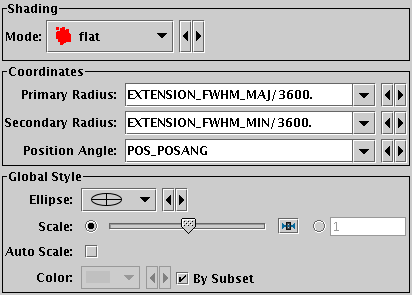 Shading
Mode: flat
Coordinates
Primary Radius: EXTENSION_FWHM_MAJ/3600.
Secondary Radius: EXTENSION_FWHM_MIN/3600.
Position Angle: POS_POSANG
Global Style
Ellipse:
Scale: 1
Auto Scale:
Color: By Subset